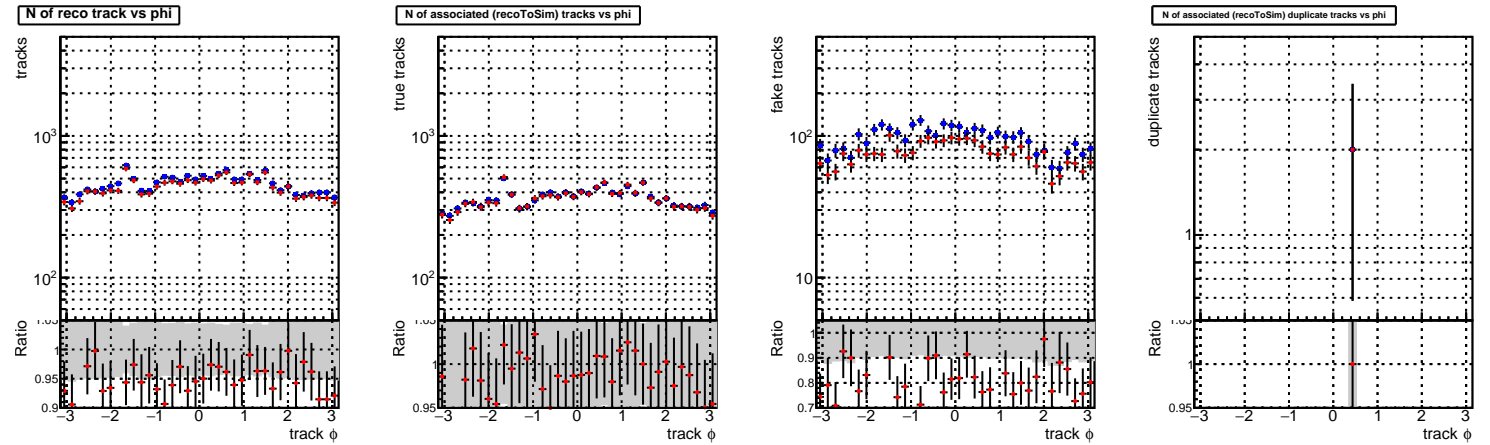 N of reco track vs phi
tracks
10³
10²
Ratio
1
0.95
0.9
−3 −2 −1 0 1 2 3
track ϕ
N of associated (recoToSim) tracks vs phi
true tracks
10³
10²
Ratio
1
0.95
−3 −2 −1 0 1 2 3
track ϕ
fake tracks
10²
10
Ratio
1
0.9
0.8
0.7
−3 −2 −1 0 1 2 3
track ϕ
N of associated (recoToSim) duplicate tracks vs phi
duplicate tracks
1
Ratio
1
0.95
−3 −2 −1 0 1 2 3
track ϕ